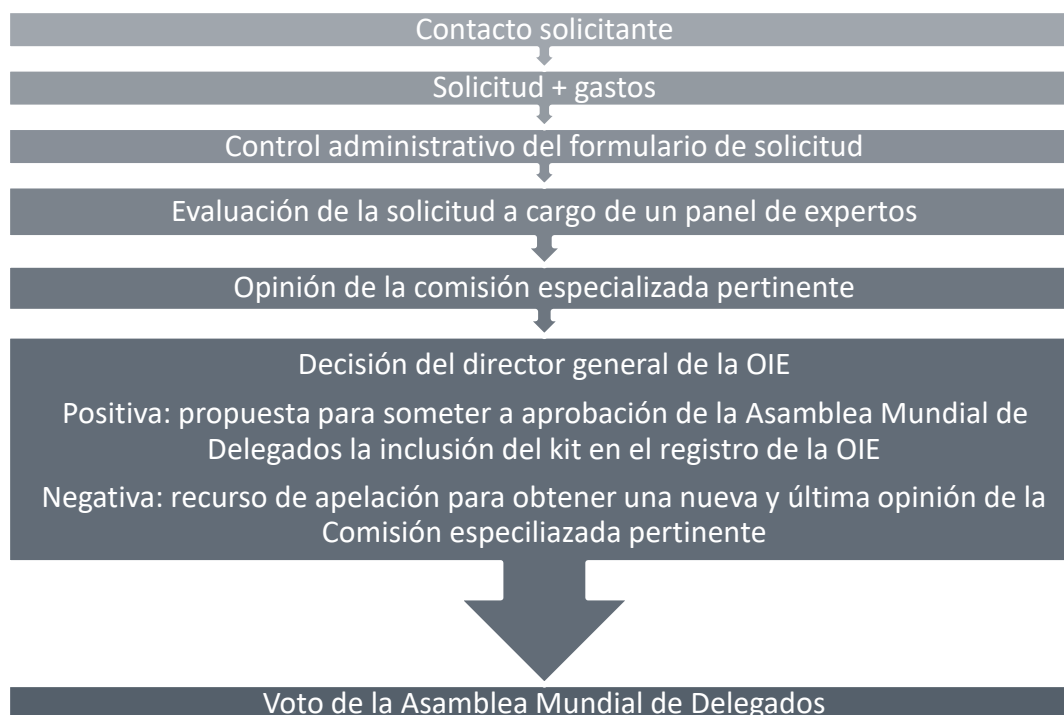 Contacto solicitante
Solicitud + gastos
Control administrativo del formulario de solicitud
Evaluación de la solicitud a cargo de un panel de expertos
Opinión de la comisión especializada pertinente
Decisión del director general de la OIE
Positiva: propuesta para someter a aprobación de la Asamblea Mundial de
Delegados la inclusión del kit en el registro de la OIE
Negativa: recurso de apelación para obtener una nueva y última opinión de la
Comisión especiliazada pertinente
Voto de la Asamblea Mundial de Delegados